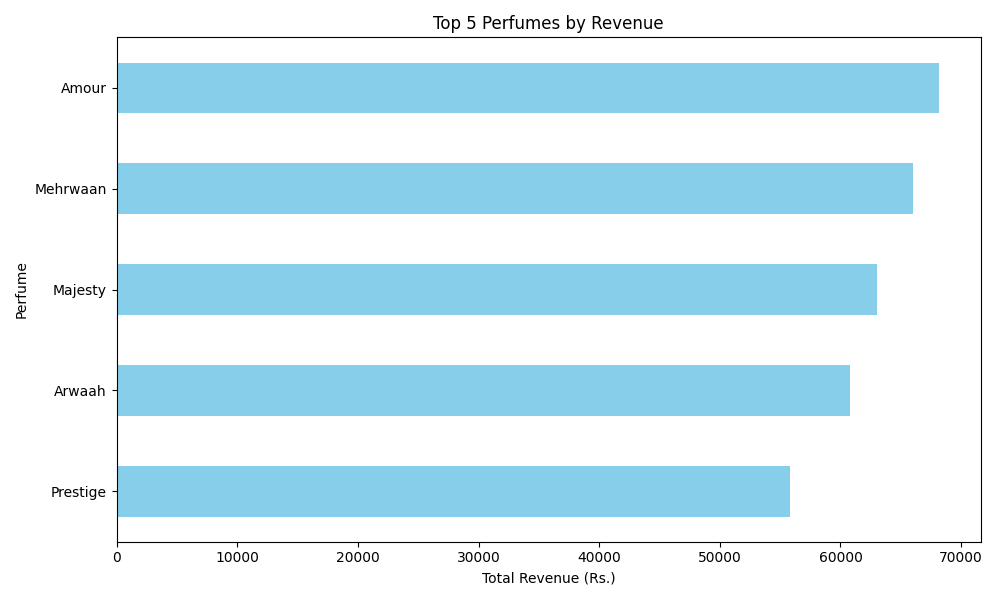 Top 5 Perfumes by Revenue
Perfume
Amour
Mehrwaan
Majesty
Arwaah
Prestige
0 10000 20000 30000 40000 50000 60000 70000
Total Revenue (Rs.)